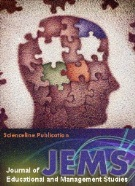 Scienceline Publication
Journal of
JEMS
Educational and Management Studies